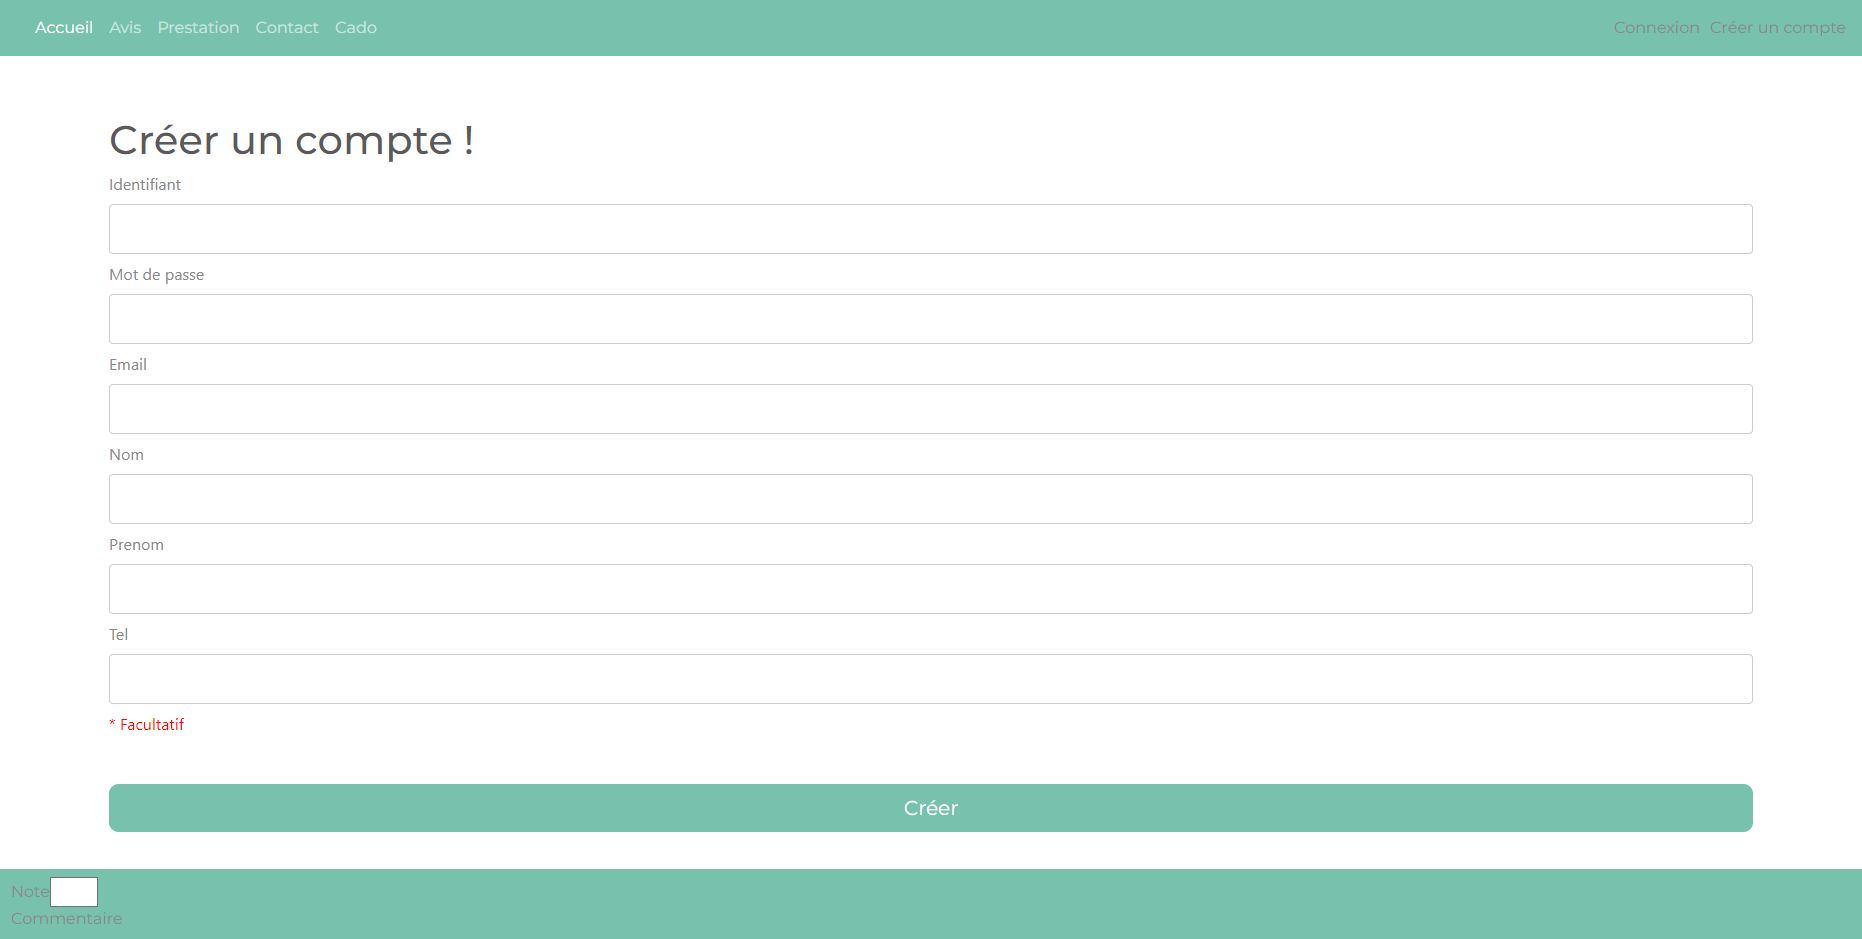 Accueil Avis Prestation Contact Cado Connexion Créer un compte
Créer un compte !
Identifiant
Mot de passe
Email
Nom
Prenom
Tel
* Facultatif
Créer
Note
Commentaire